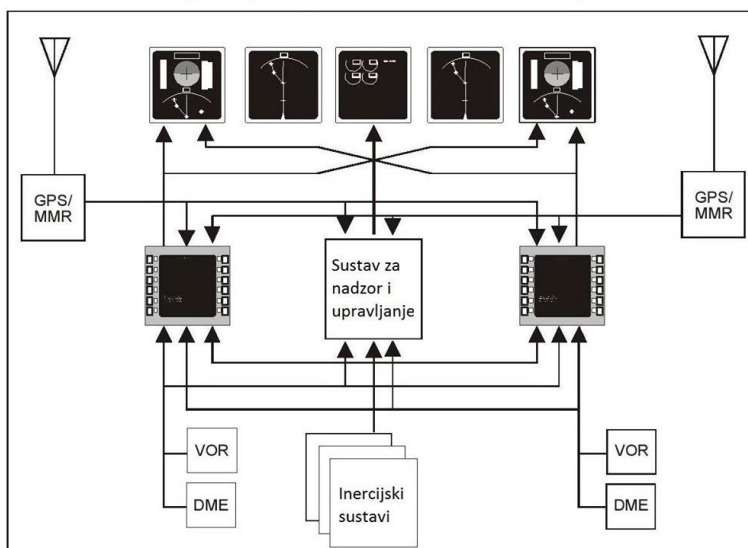 GPS/
MMR
GPS/
MMR
Sustav za
nadzor i
upravljanje
VOR
DME
Inercijski
sustavi
VOR
DME